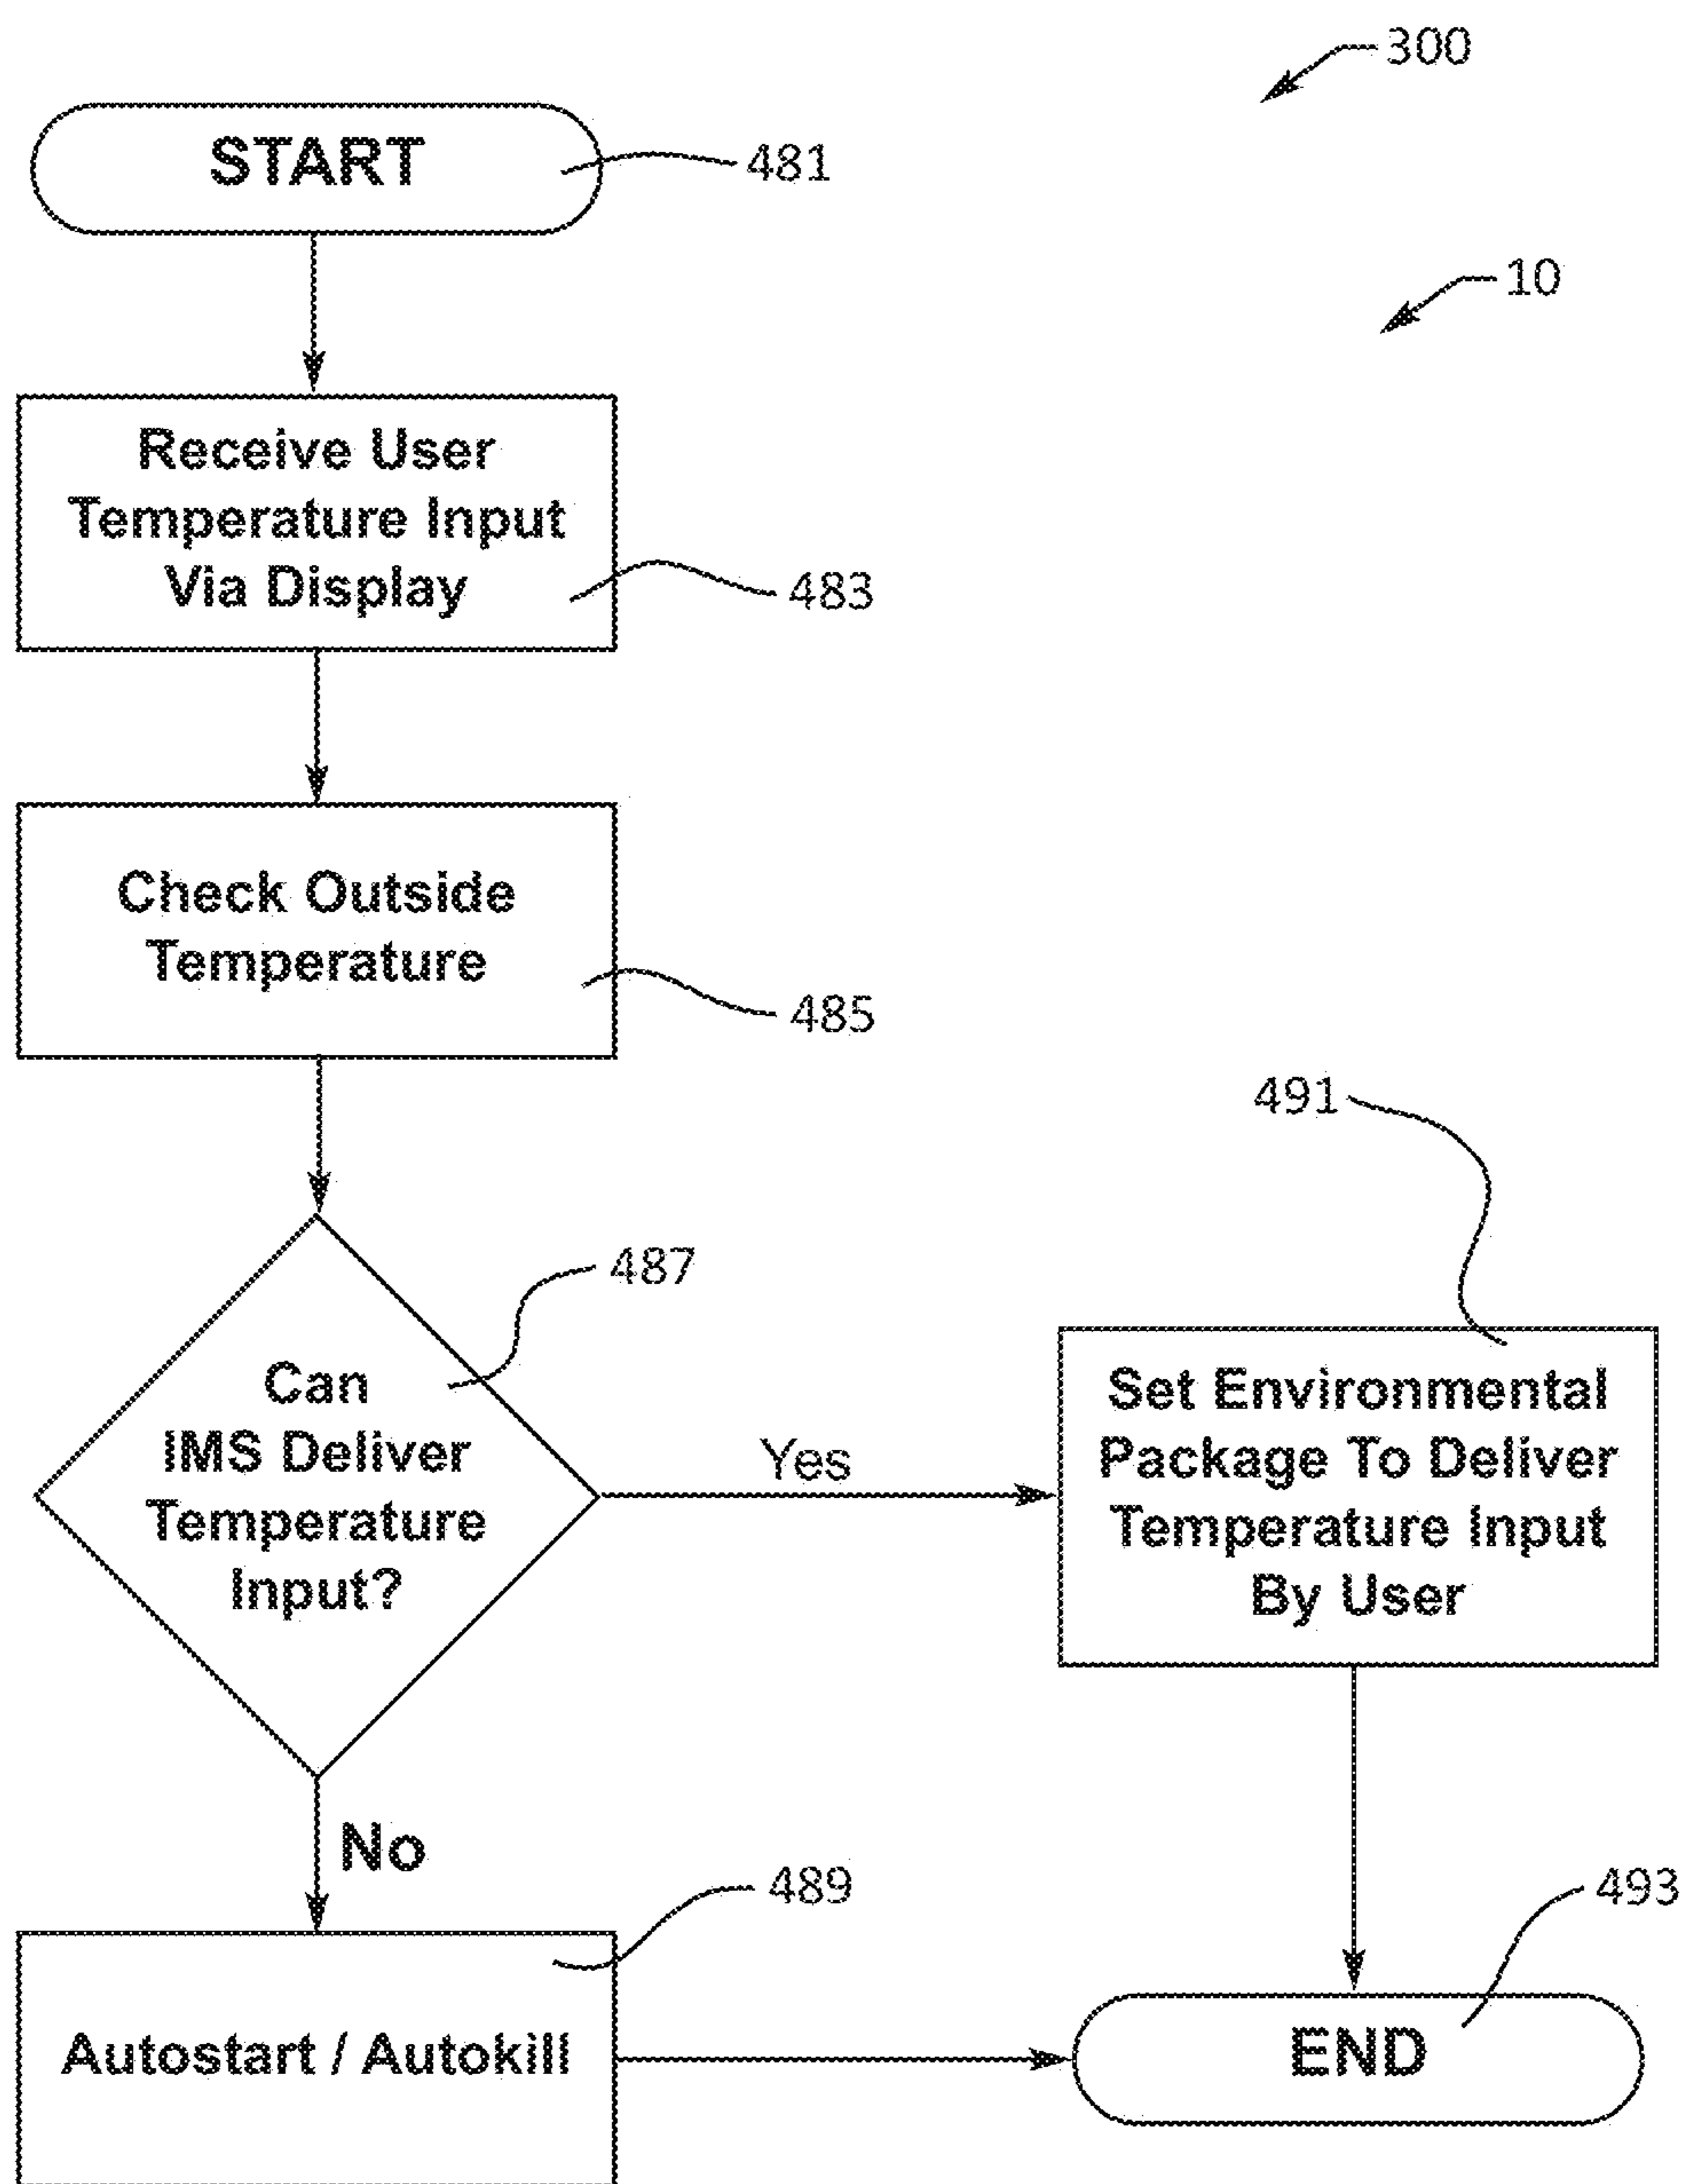 300
START
481
10
Receive User
Temperature Input
Via Display
483
Check Outside
Temperature
485
491
487
Can
IMS Deliver
Temperature
Input?
Yes
Set Environmental
Package To Deliver
Temperature Input
By User
No
489
493
Autostart / Autokill
END